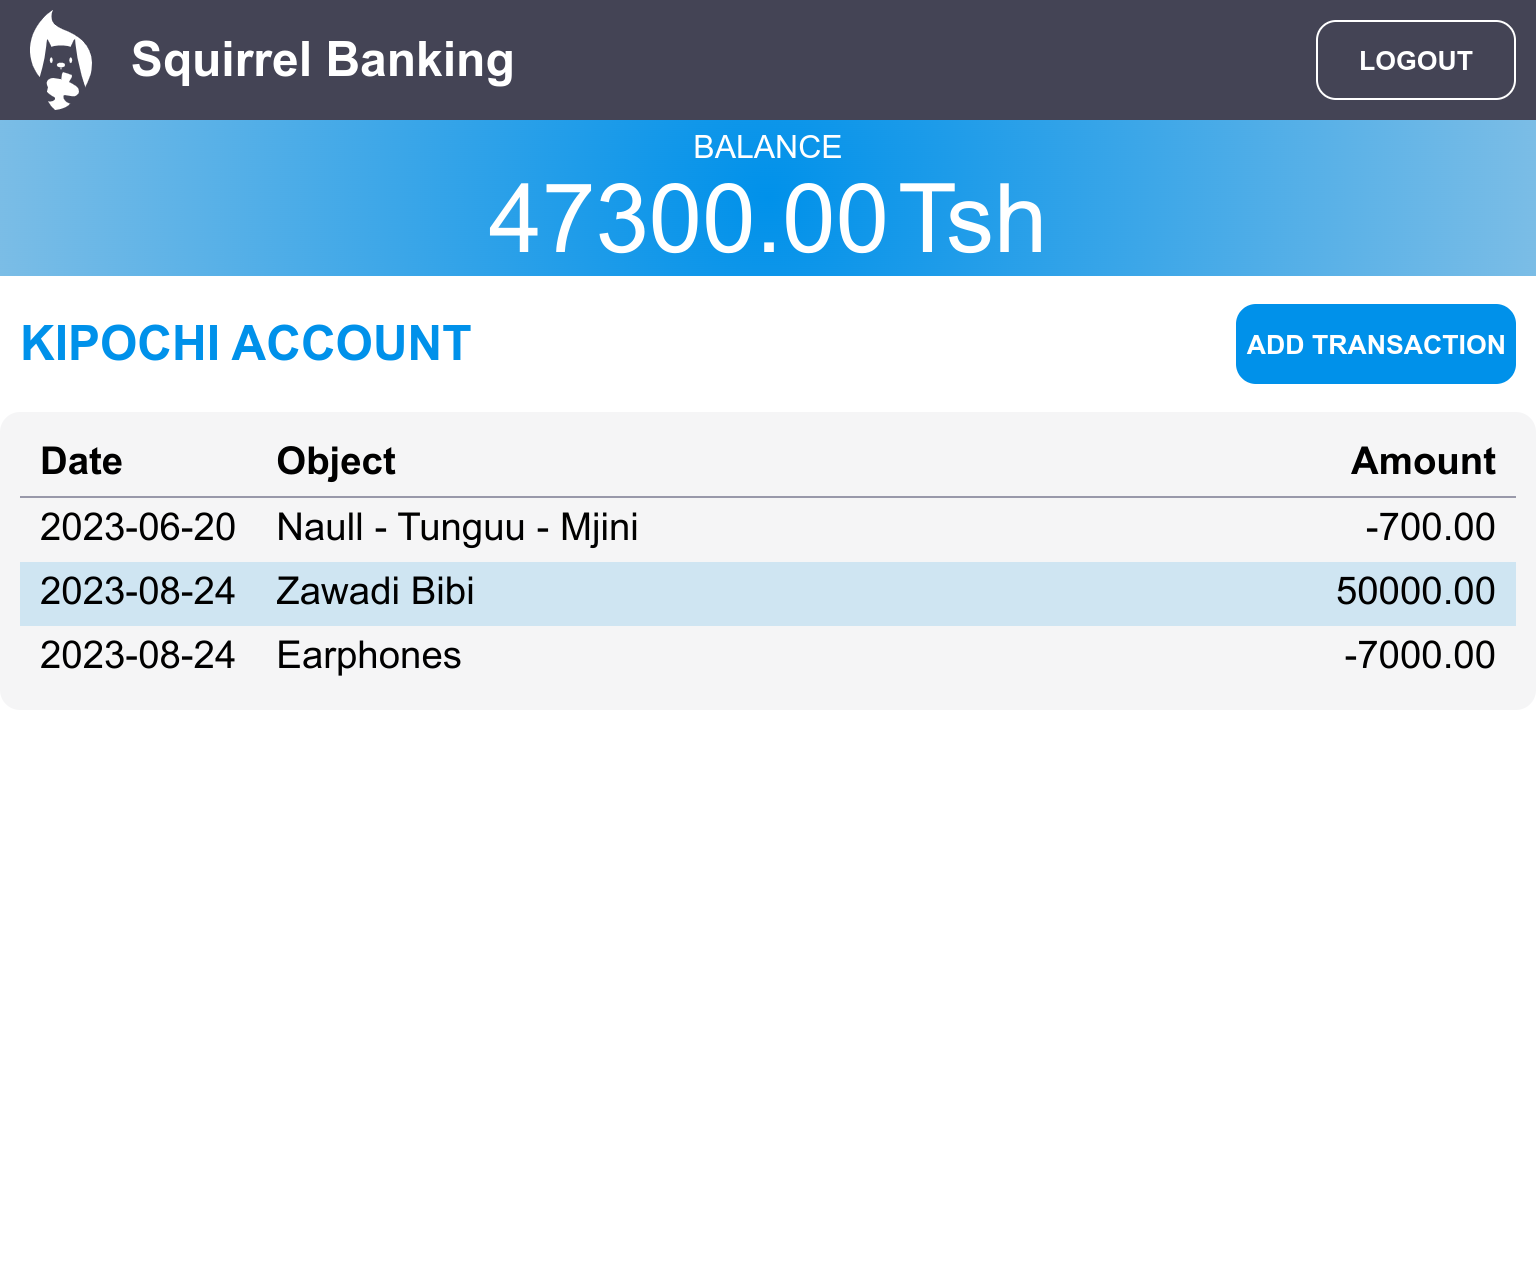 Squirrel Banking
LOGOUT
BALANCE
47300.00 Tsh
KIPOCHI ACCOUNT
ADD TRANSACTION
Date Object Amount
2023-06-20 Naull - Tunguu - Mjini -700.00
2023-08-24 Zawadi Bibi 50000.00
2023-08-24 Earphones -7000.00